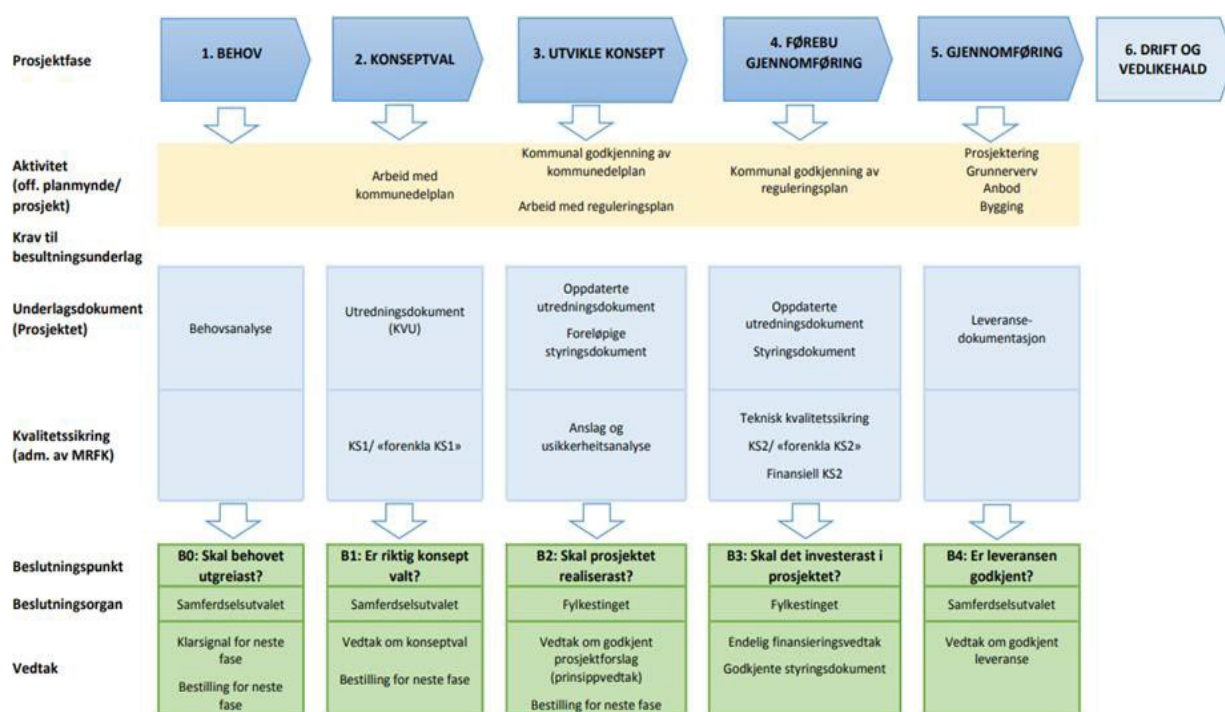 Prosjektfase
1. BEHOV
2. KONSEPTVAL
3. UTVIKLE KONSEPT
4. FØREBU
GJENNOMFØRING
5. GJENNOMFØRING
6. DRIFT OG
VEDLIKEHALD
Aktivitet
(off. planmynde/
prosjekt)
Arbeid med
kommunedelplan
Kommunal godkjenning av
kommunedelplan
Arbeid med reguleringsplan
Kommunal godkjenning av
reguleringsplan
Prosjektering
Grunnerverv
Anbod
Bygging
Krav til
besultningsunderlag
Underlagsdokument
(Prosjektet)
Behovsanalyse
Utredningsdokument
(KVU)
Oppdaterte
utredningsdokument
Foreløpige
styringsdokument
Oppdaterte
utredningsdokument
Styringsdokument
Leveranse-
dokumentasjon
Kvalitetssikring
(adm. av MRFK)
KS1/ «forenkla KS1»
Anslag og
usikkerheitsanalyse
Teknisk kvalitetssikring
KS2/ «forenkla KS2»
Finansiell KS2
Beslutningspunkt
B0: Skal behovet
utgreiast?
B1: Er riktig konsept
valt?
B2: Skal prosjektet
realiserast?
B3: Skal det investerast i
prosjektet?
B4: Er leveransen
godkjent?
Beslutningsorgan
Samferdselsutvalet
Samferdselsutvalet
Fylkestinget
Fylkestinget
Samferdselsutvalet
Vedtak
Klarsignal for neste
fase
Bestilling for neste
fase
Vedtak om konseptval
Bestilling for neste fase
Vedtak om godkjent
prosjektforslag
(prinsippvedtak)
Bestilling for neste fase
Endelig finansieringsvedtak
Godkjente styringsdokument
Vedtak om godkjent
leveranse